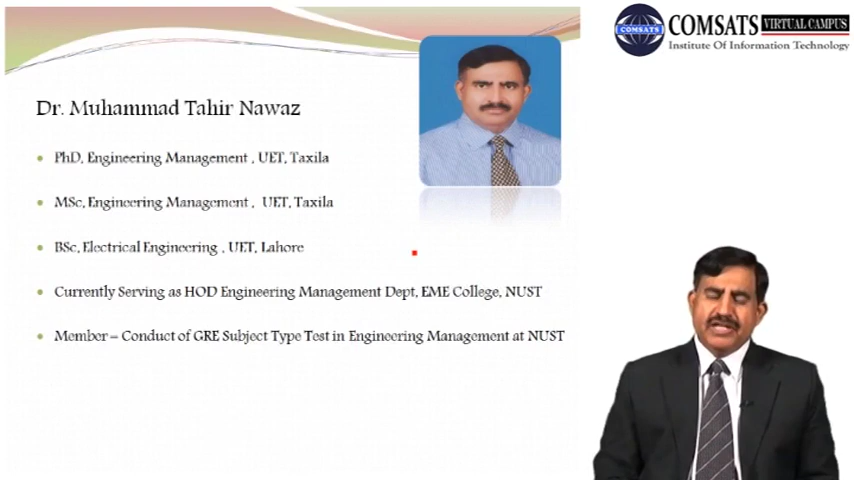 COMSATS VIRTUAL CAMPUS
COMSATS
Institute Of Information Technology
Dr. Muhammad Tahir Nawaz
PhD, Engineering Management , UET, Taxila
MSc, Engineering Management , UET, Taxila
BSc, Electrical Engineering , UET, Lahore
Currently Serving as HOD Engineering Management Dept, EME College, NUST
Member – Conduct of GRE Subject Type Test in Engineering Management at NUST